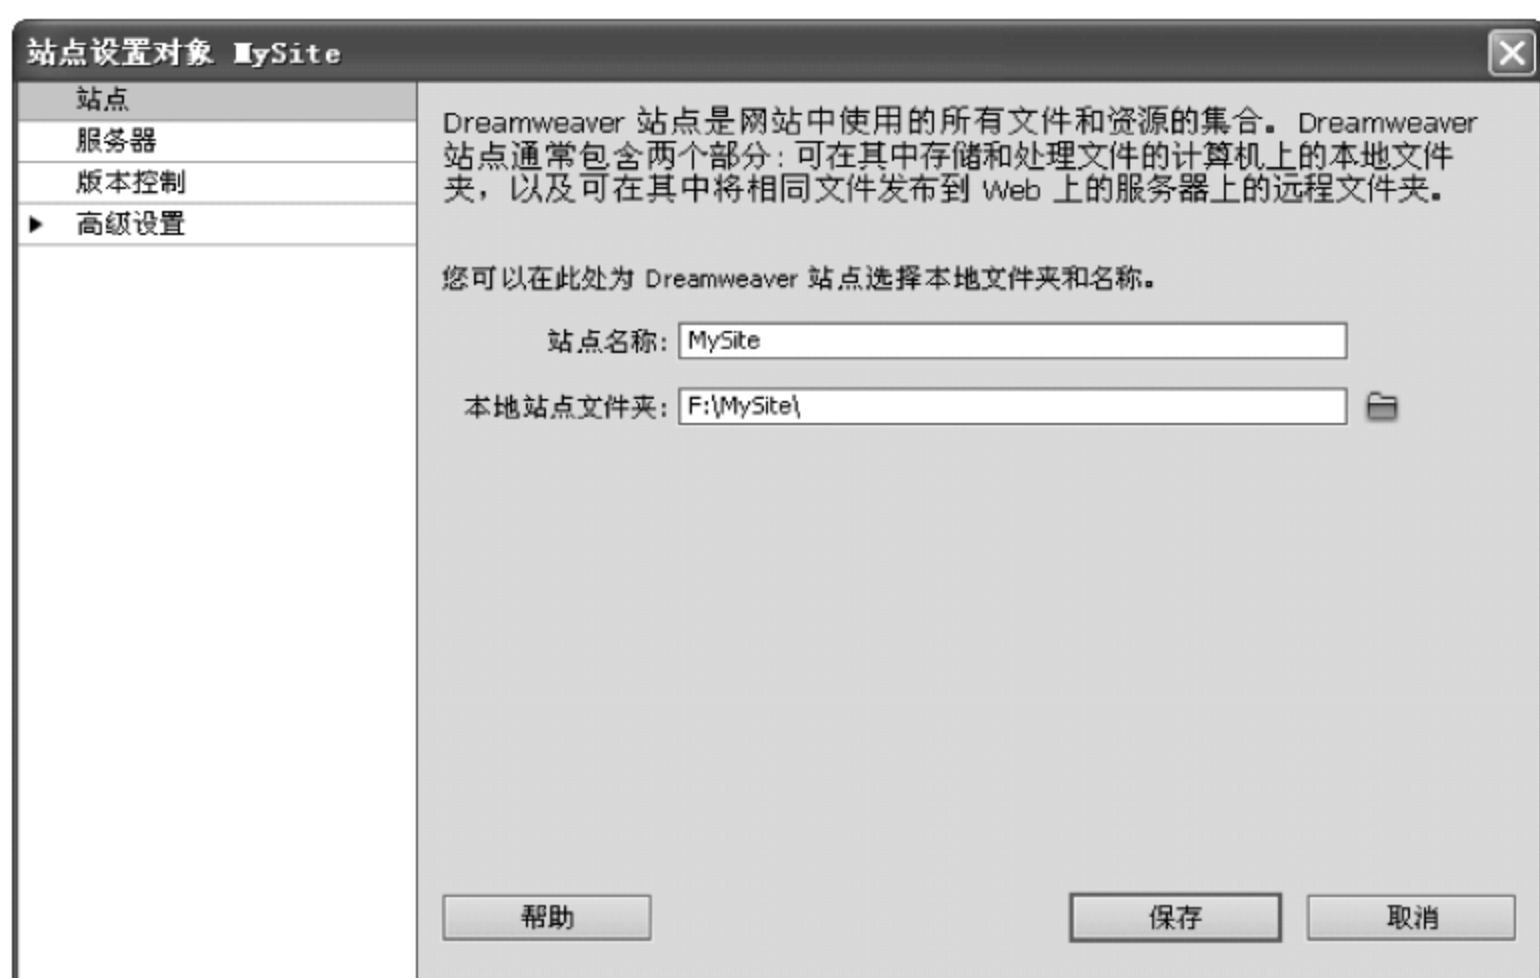 站点设置对象 MySite
站点
服务器
版本控制
高级设置
Dreamweaver 站点是网站中使用的所有文件和资源的集合。Dreamweaver
站点通常包含两个部分:可在其中存储和处理文件的计算机上的本地文件
夹，以及可在其中将相同文件发布到 Web 上的服务器上的远程文件夹。
您可以在此处为 Dreamweaver 站点选择本地文件夹和名称。
站点名称: MySite
本地站点文件夹: F:\MySite\
帮助
保存
取消